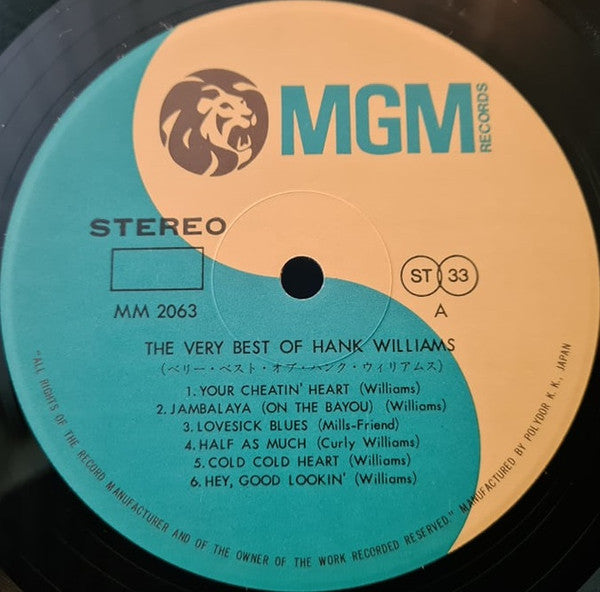 MGM
RECORDS
STEREO
MM 2063
ST 33
A
THE VERY BEST OF HANK WILLIAMS
(ベリー・ベスト・オブ・ハンク・ウィリアムス)
1. YOUR CHEATIN' HEART (Williams)
2. JAMBALAYA (ON THE BAYOU) (Williams)
3. LOVESICK BLUES (Mills-Friend)
4. HALF AS MUCH (Curly Williams)
5. COLD COLD HEART (Williams)
6. HEY, GOOD LOOKIN' (Williams)
"ALL RIGHTS OF THE RECORD MANUFACTURER AND OF THE OWNER OF THE WORK RECORDED RESERVED." MANUFACTURED BY POLYDOR K. K., JAPAN